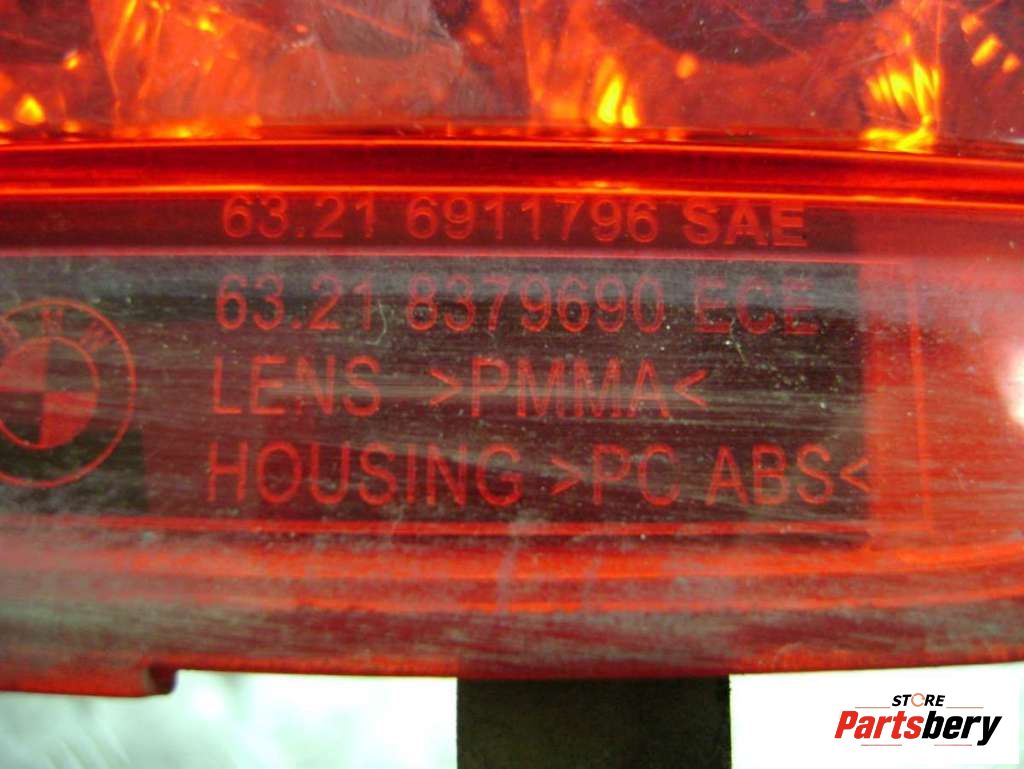 63.21 6911796 SAE
63.21 8379690 ECE
LENS >PMMA<
HOUSING >PC ABS<
STORE
Partsbery